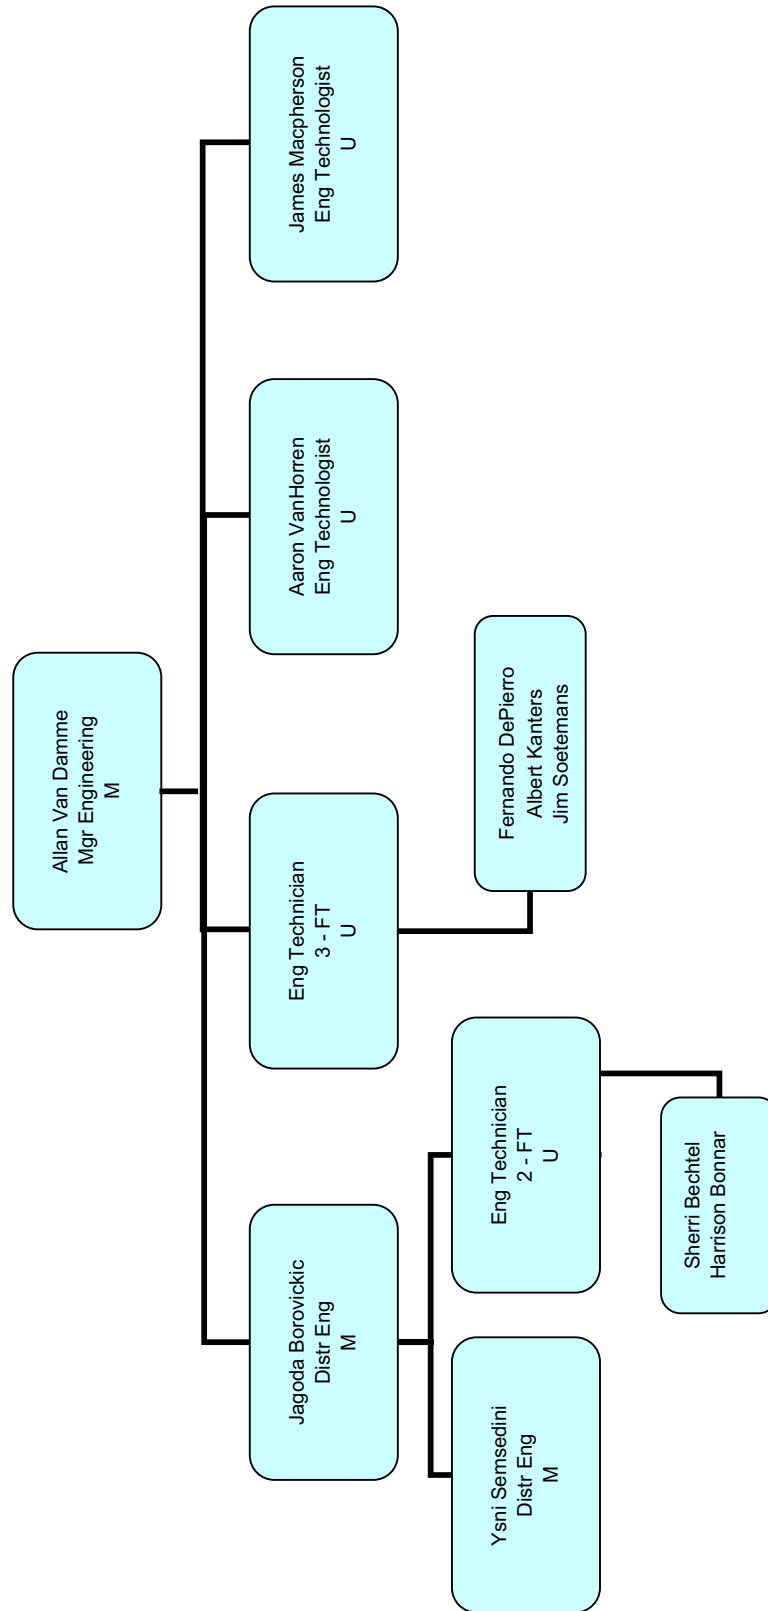 Allan Van Damme
Mgr Engineering
M
Jagoda Borovickic
Distr Eng
M
Eng Technician
3 - FT
U
Aaron VanHorren
Eng Technologist
U
James Macpherson
Eng Technologist
U
Ysni Semsedini
Distr Eng
M
Eng Technician
2 - FT
U
Fernando DePierro
Albert Kanters
Jim Soetemans
Sherri Bechtel
Harrison Bonnar